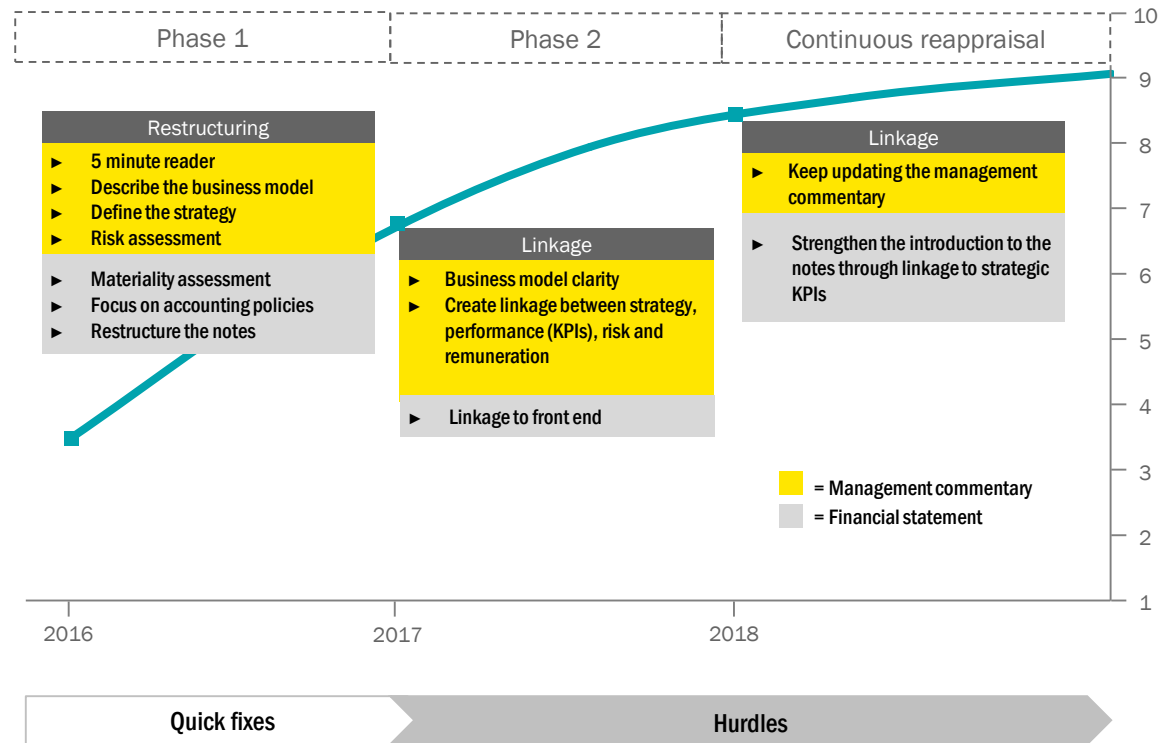 Phase 1
Phase 2
Continuous reappraisal
10
9
8
7
6
5
4
3
2
1
Restructuring
► 5 minute reader
► Describe the business model
► Define the strategy
► Risk assessment
► Materiality assessment
► Focus on accounting policies
► Restructure the notes
Linkage
► Business model clarity
► Create linkage between strategy,
performance (KPIs), risk and
remuneration
► Linkage to front end
Linkage
► Keep updating the management
commentary
► Strengthen the introduction to the
notes through linkage to strategic
KPIs
= Management commentary
= Financial statement
2016
2017
2018
Quick fixes
Hurdles